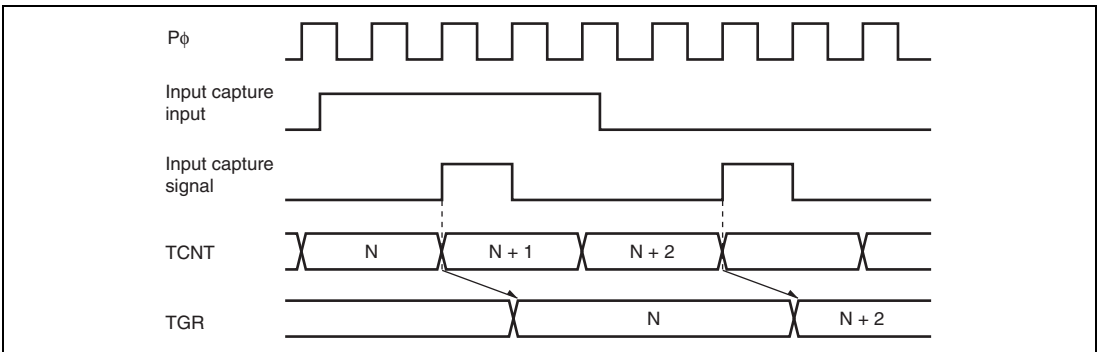 Pϕ
Input capture
input
Input capture
signal
TCNT
N
N + 1
N + 2
TGR
N
N + 2